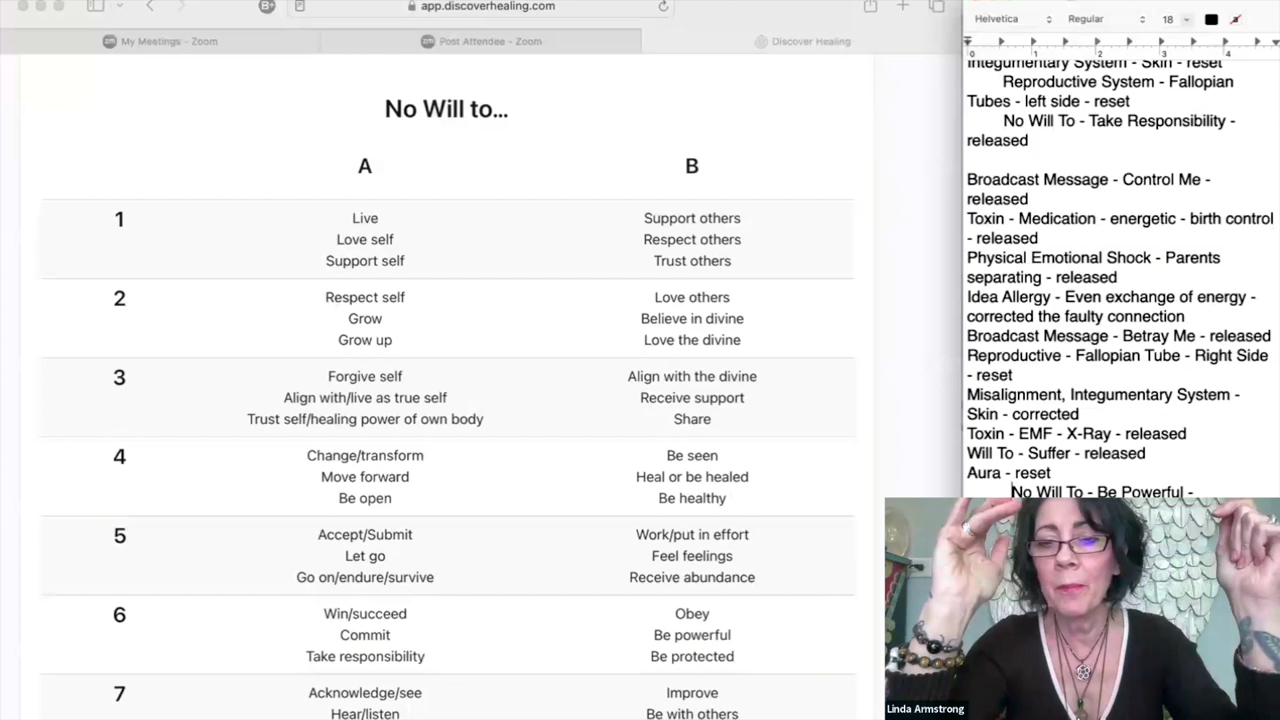 app.discoverhealing.com
My Meetings - Zoom
Post Attendee - Zoom
Discover Healing
No Will to...
A B
1
Live
Love self
Support self
Support others
Respect others
Trust others
2
Respect self
Grow
Grow up
Love others
Believe in divine
Love the divine
3
Forgive self
Align with/live as true self
Trust self/healing power of own body
Align with the divine
Receive support
Share
4
Change/transform
Move forward
Be open
Be seen
Heal or be healed
Be healthy
5
Accept/Submit
Let go
Go on/endure/survive
Work/put in effort
Feel feelings
Receive abundance
6
Win/succeed
Commit
Take responsibility
Obey
Be powerful
Be protected
7
Acknowledge/see
Hear/listen
Improve
Be with others
Helvetica Regular 18
0 1 2 3 4
Integumentary System - Skin - reset
Reproductive System - Fallopian
Tubes - left side - reset
No Will To - Take Responsibility -
released
Broadcast Message - Control Me -
released
Toxin - Medication - energetic - birth control
- released
Physical Emotional Shock - Parents
separating - released
Idea Allergy - Even exchange of energy -
corrected the faulty connection
Broadcast Message - Betray Me - released
Reproductive - Fallopian Tube - Right Side
- reset
Misalignment, Integumentary System -
Skin - corrected
Toxin - EMF - X-Ray - released
Will To - Suffer - released
Aura - reset
No Will To - Be Powerful -
Linda Armstrong